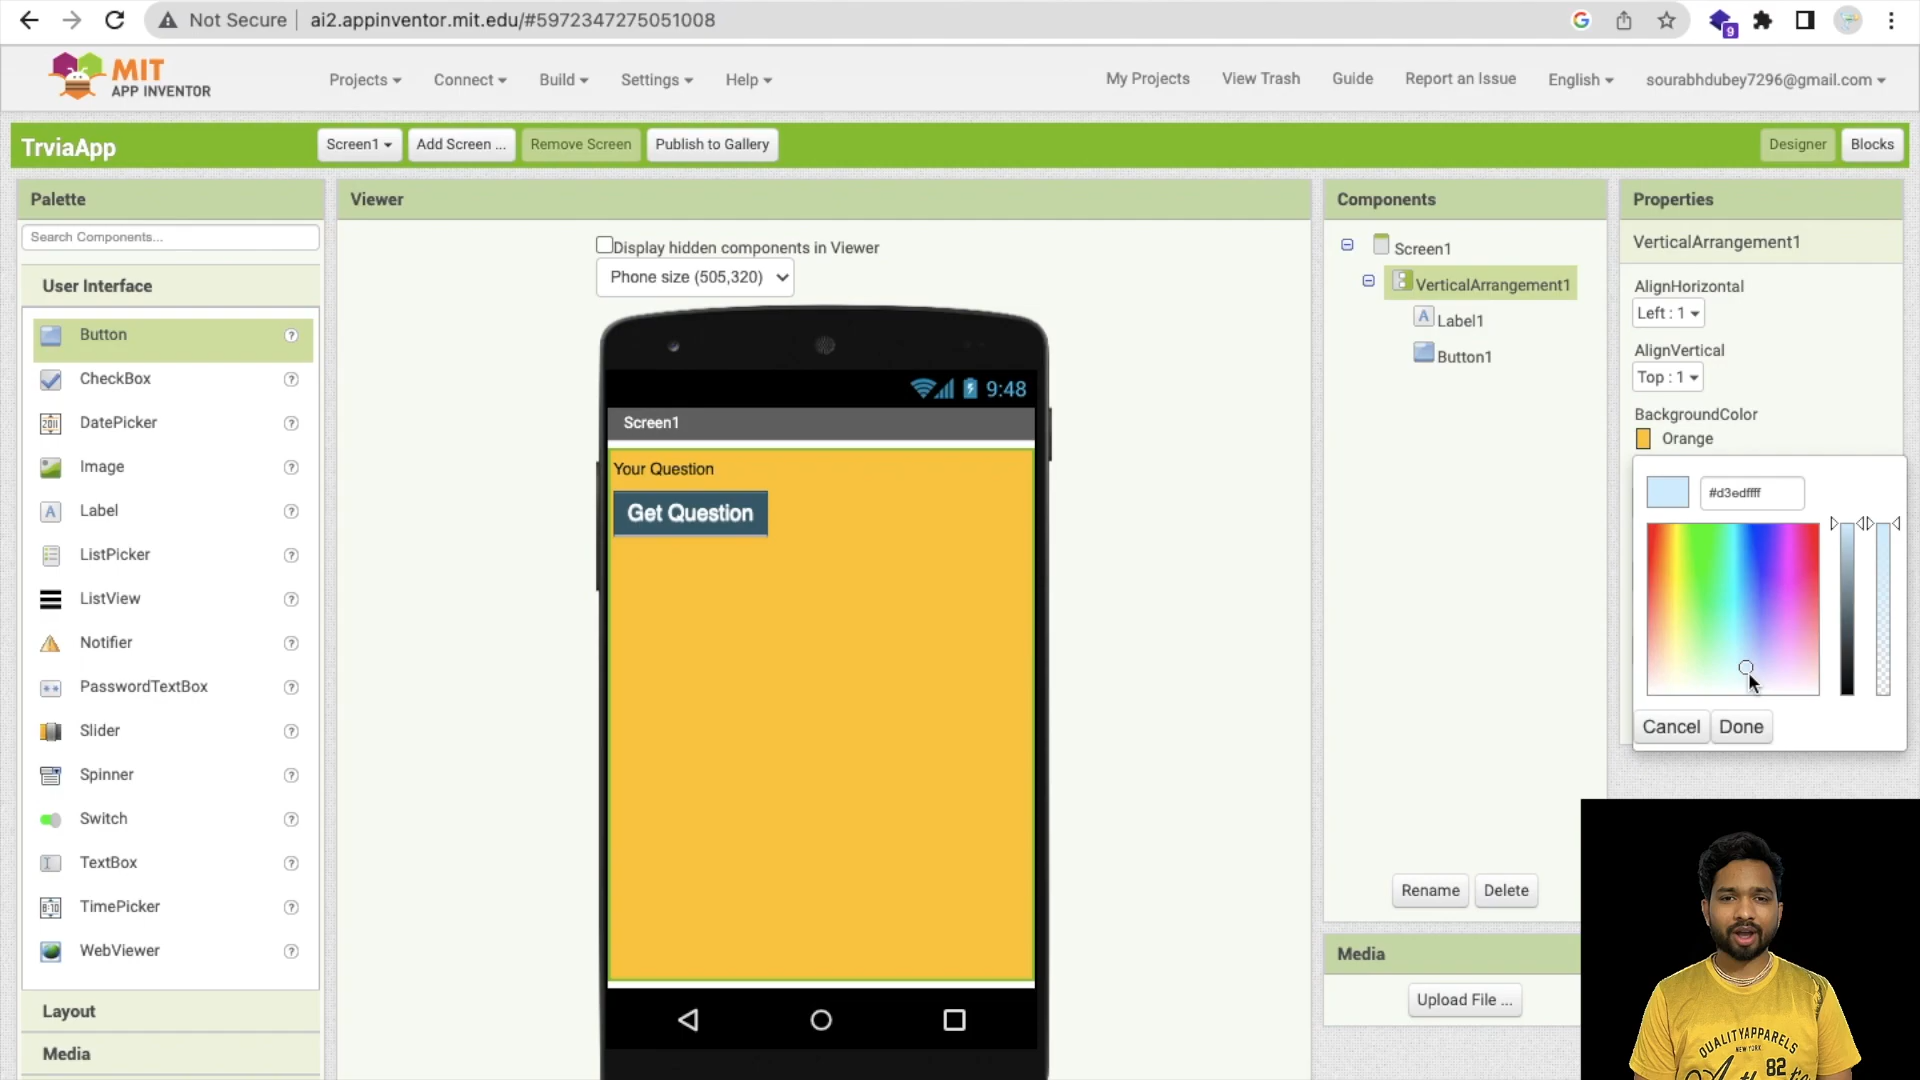 Not Secure
ai2.appinventor.mit.edu/#5972347275051008
9
MIT
APP INVENTOR
Projects
Connect
Build
Settings
Help
My Projects
View Trash
Guide
Report an Issue
English
sourabhdubey7296@gmail.com
TrviaApp
Screen1
Add Screen ...
Remove Screen
Publish to Gallery
Designer
Blocks
Palette
Search Components...
User Interface
Button
CheckBox
DatePicker
Image
Label
ListPicker
ListView
Notifier
PasswordTextBox
Slider
Spinner
Switch
TextBox
TimePicker
WebViewer
Layout
Media
Viewer
Display hidden components in Viewer
Phone size (505,320)
9:48
Screen1
Your Question
Get Question
Components
Screen1
VerticalArrangement1
Label1
Button1
Rename
Delete
Media
Upload File ...
Properties
VerticalArrangement1
AlignHorizontal
Left : 1
AlignVertical
Top : 1
BackgroundColor
Orange
#d3edffff
Cancel
Done
QUALITYAPPARELS
NEW YORK
82